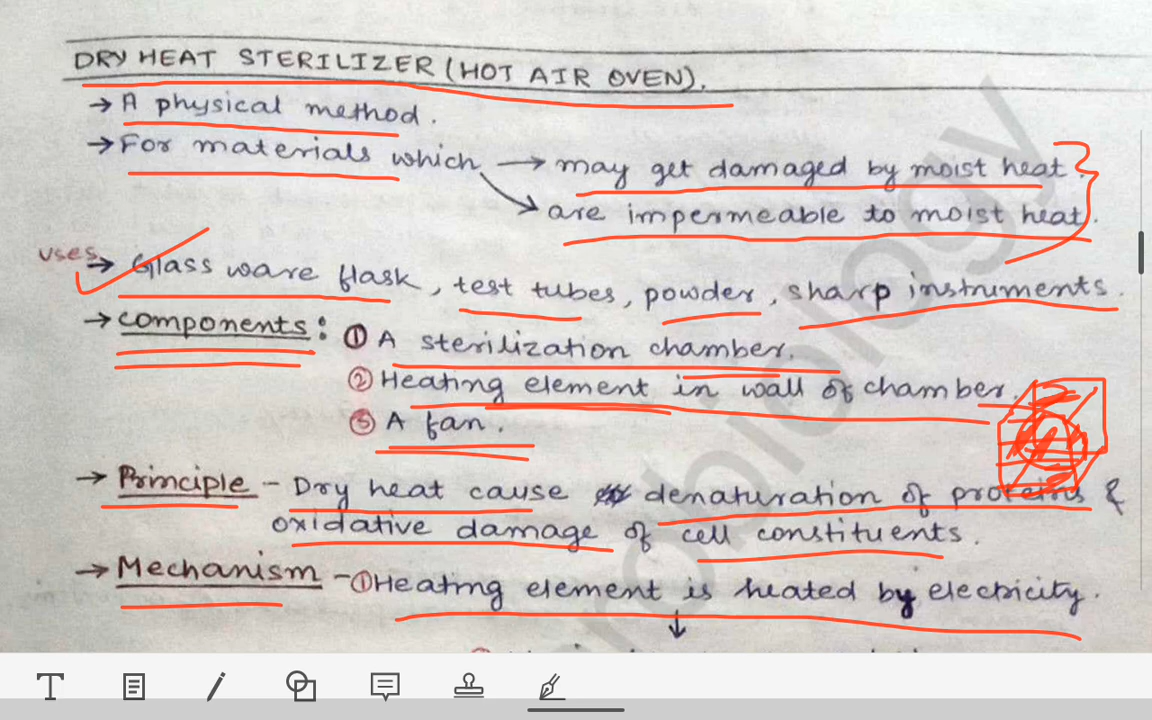 DRY HEAT STERILIZER (HOT AIR OVEN).
→ A physical method.
→ For materials which → may get damaged by moist heat.
→ are impermeable to moist heat.
uses → Glass ware flask, test tubes, powder, sharp instruments.
→ components: ① A sterilization chamber.
② Heating element in wall of chamber.
③ A fan.
→ Principle - Dry heat cause denaturation of proteins &
oxidative damage of cell constituents.
→ Mechanism - ① Heating element is heated by electricity.
↓